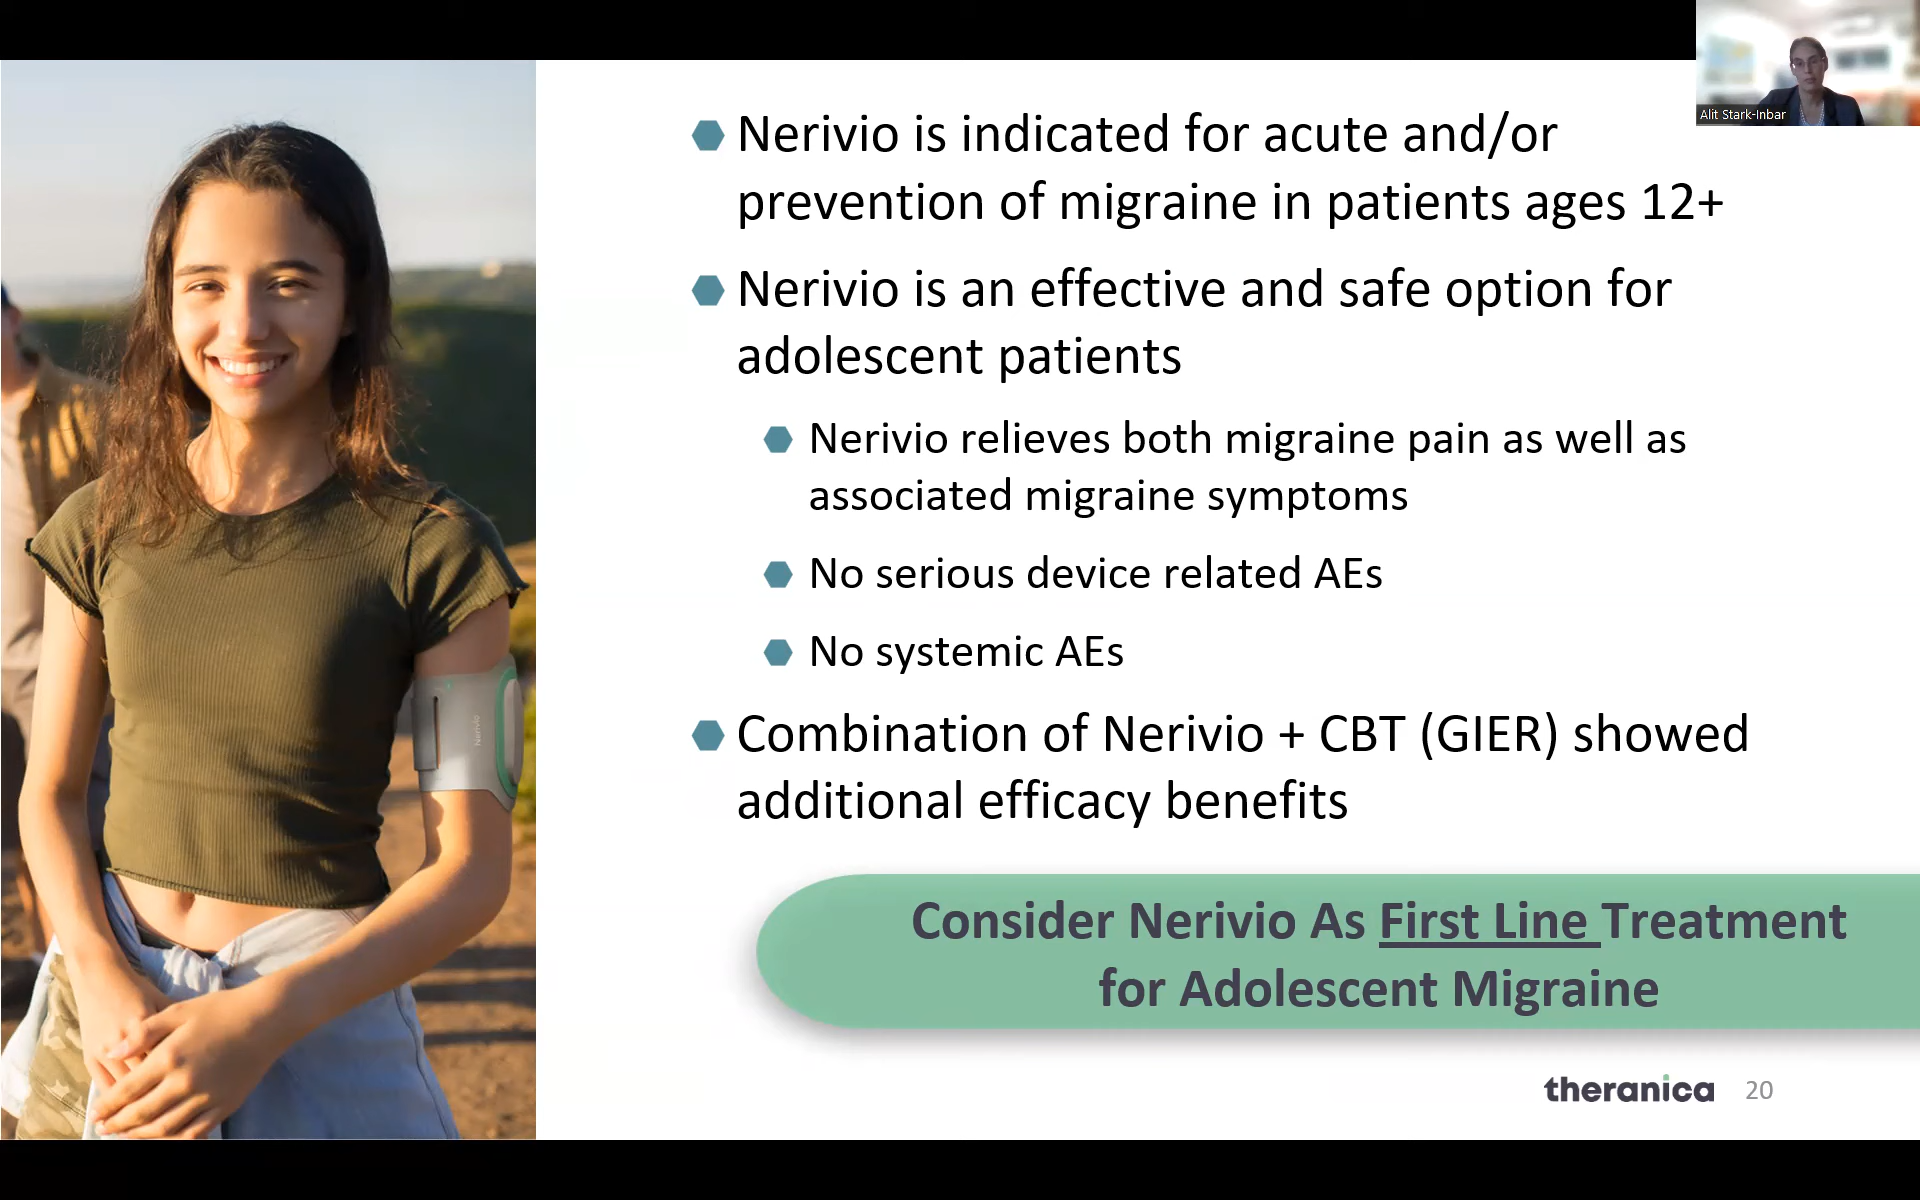 Alit Stark-Inbar
Nerivio is indicated for acute and/or
prevention of migraine in patients ages 12+
Nerivio is an effective and safe option for
adolescent patients
Nerivio relieves both migraine pain as well as
associated migraine symptoms
No serious device related AEs
No systemic AEs
Combination of Nerivio + CBT (GIER) showed
additional efficacy benefits
Consider Nerivio As First Line Treatment
for Adolescent Migraine
theranica 20
Nerivio